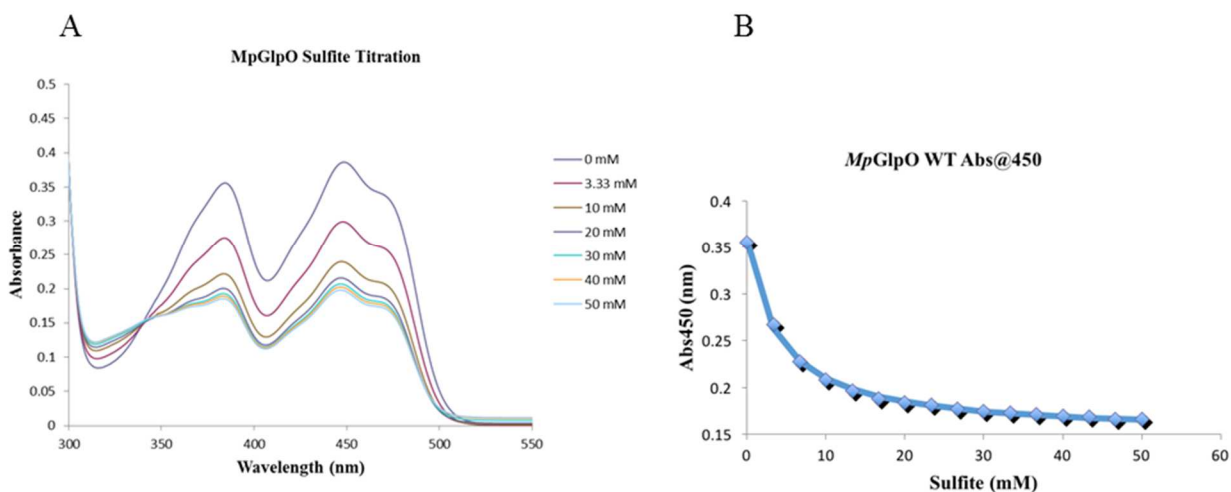 A
MpGlpO Sulfite Titration
0.5
0.45
0.4
0.35
0.3
0.25
0.2
0.15
0.1
0.05
0
300 350 400 450 500 550
Absorbance
Wavelength (nm)
0 mM
3.33 mM
10 mM
20 mM
30 mM
40 mM
50 mM
B
MpGlpO WT Abs@450
0.4
0.35
0.3
0.25
0.2
0.15
0 10 20 30 40 50 60
Abs450 (nm)
Sulfite (mM)